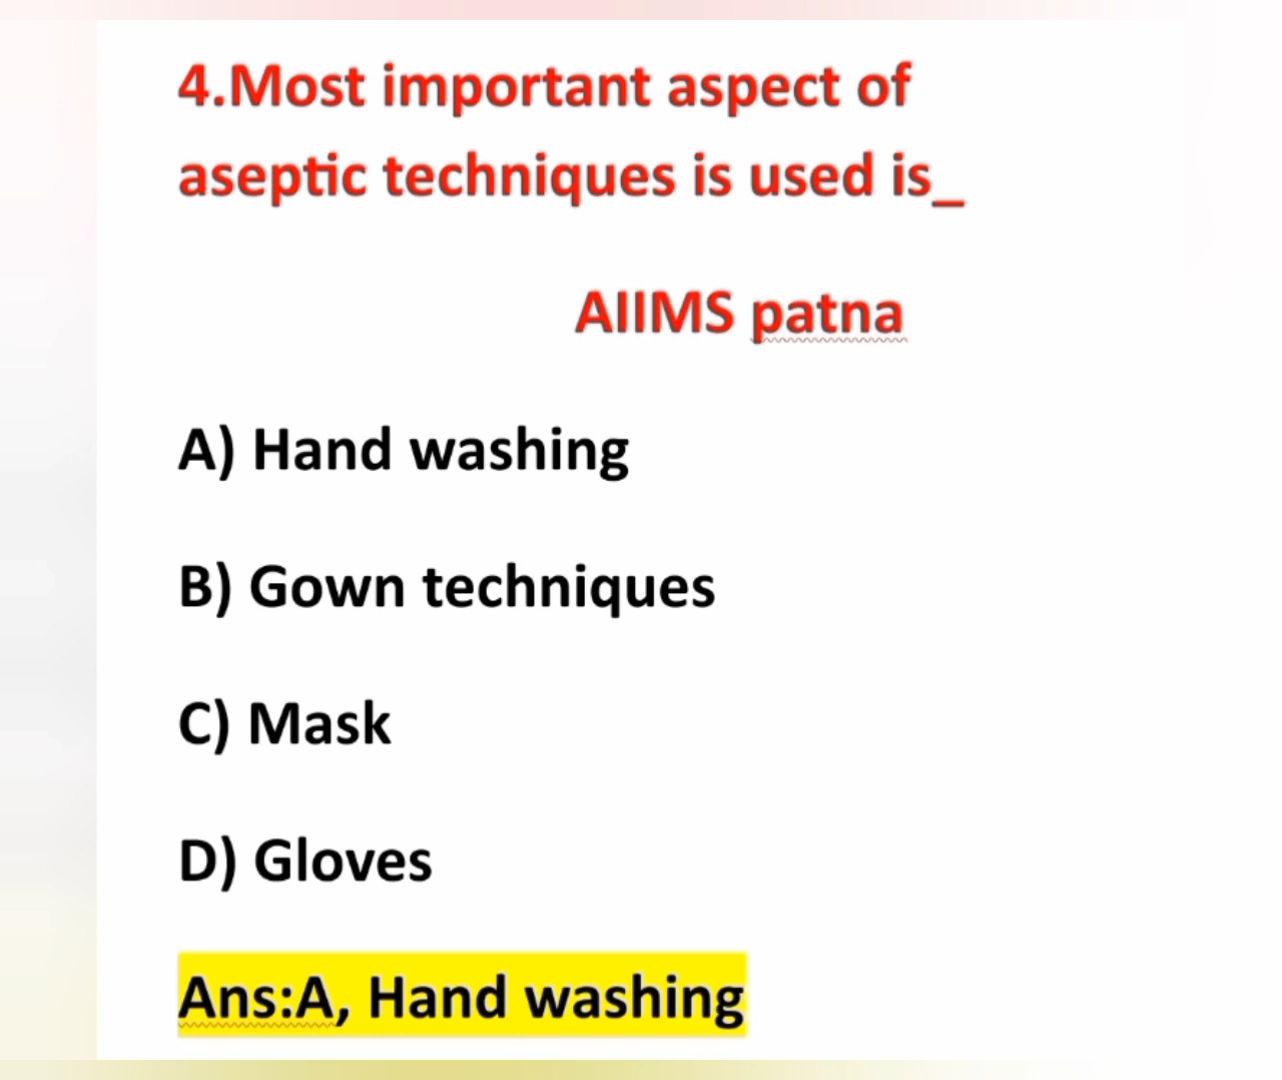 4.Most important aspect of
aseptic techniques is used is_
AIIMS patna
A) Hand washing
B) Gown techniques
C) Mask
D) Gloves
Ans:A, Hand washing